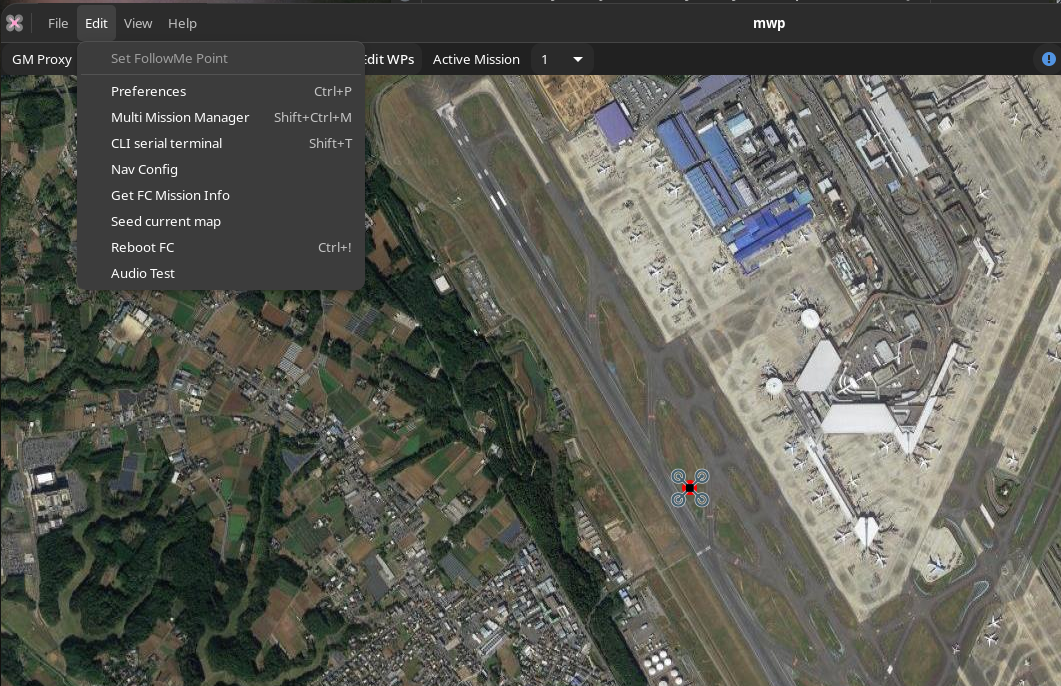 File Edit View Help
mwp
GM Proxy
Edit WPs
Active Mission
1
Set FollowMe Point
Preferences Ctrl+P
Multi Mission Manager Shift+Ctrl+M
CLI serial terminal Shift+T
Nav Config
Get FC Mission Info
Seed current map
Reboot FC Ctrl+!
Audio Test